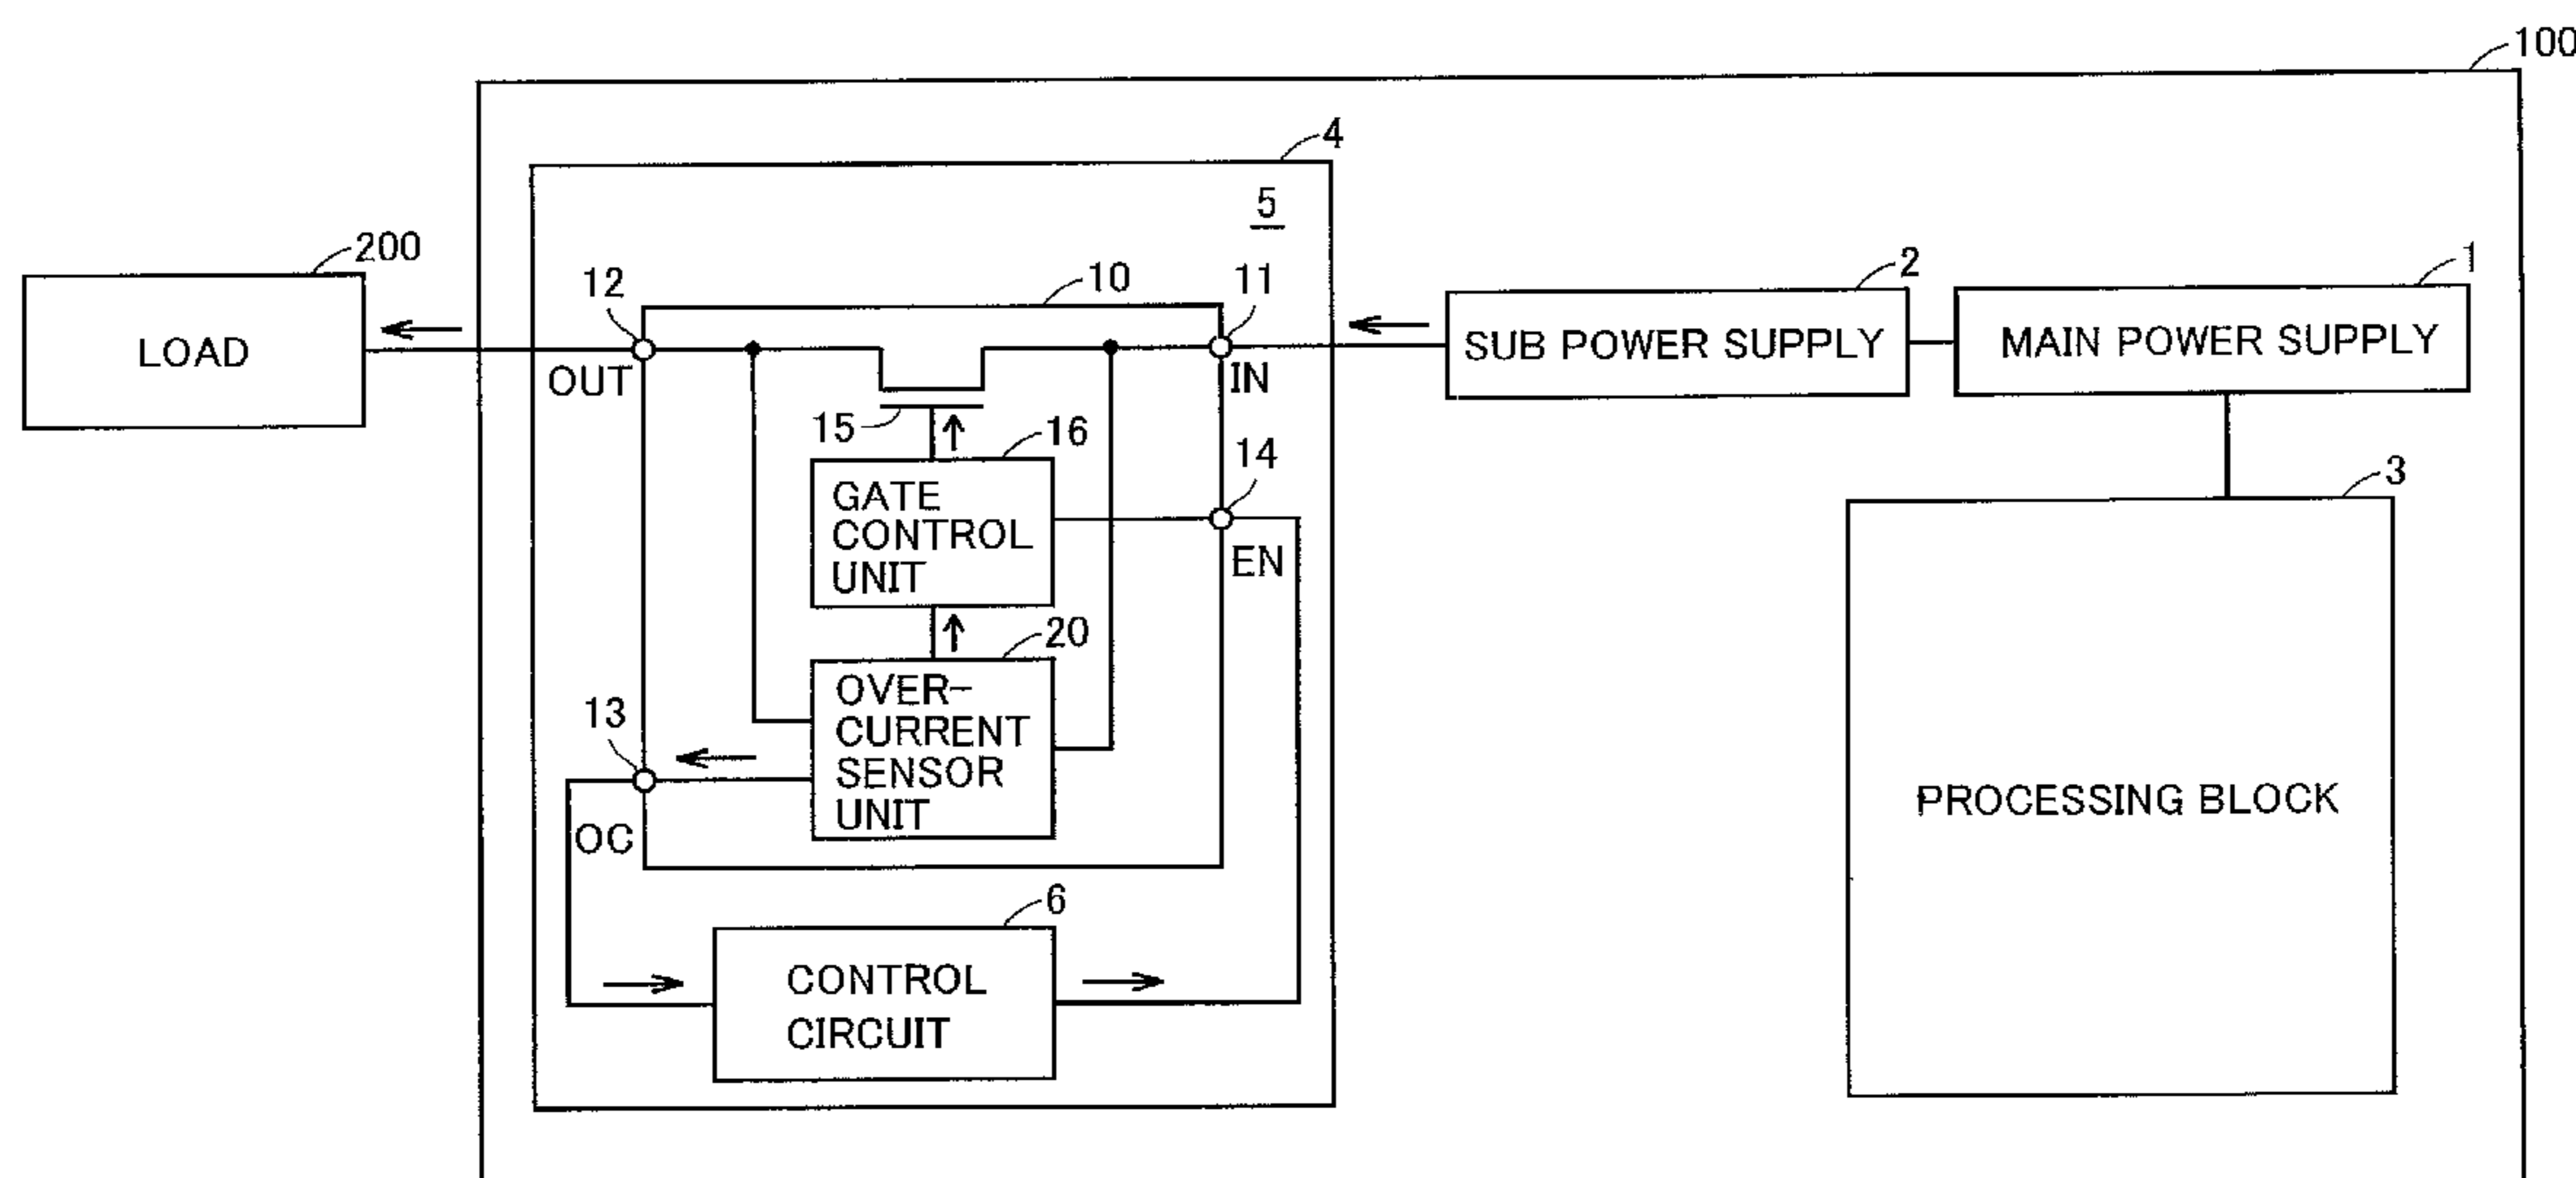 100
4
5
200
12
10
11
2
1
LOAD
SUB POWER SUPPLY
MAIN POWER SUPPLY
OUT
IN
15
16
14
3
GATE
CONTROL
UNIT
EN
20
13
OVER-
CURRENT
SENSOR
UNIT
OC
PROCESSING BLOCK
6
CONTROL
CIRCUIT